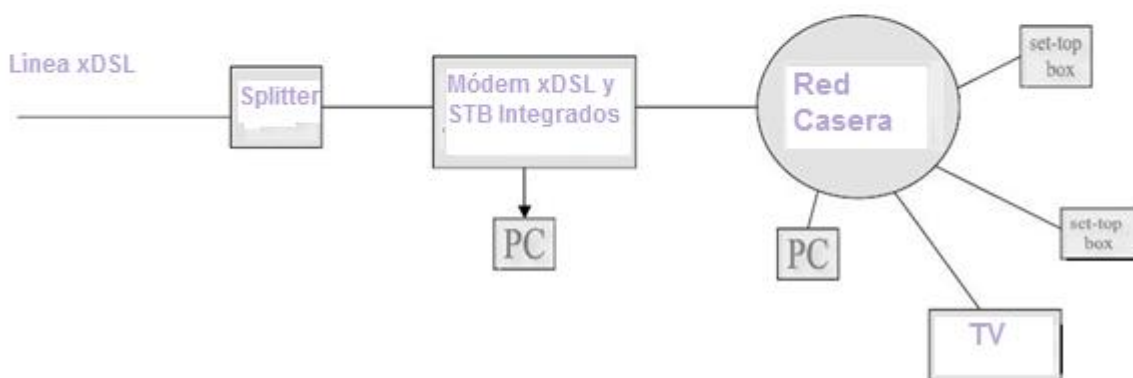 Linea xDSL
Splitter
Módem xDSL y
STB Integrados
PC
Red
Casera
PC
set-top
box
set-top
box
TV